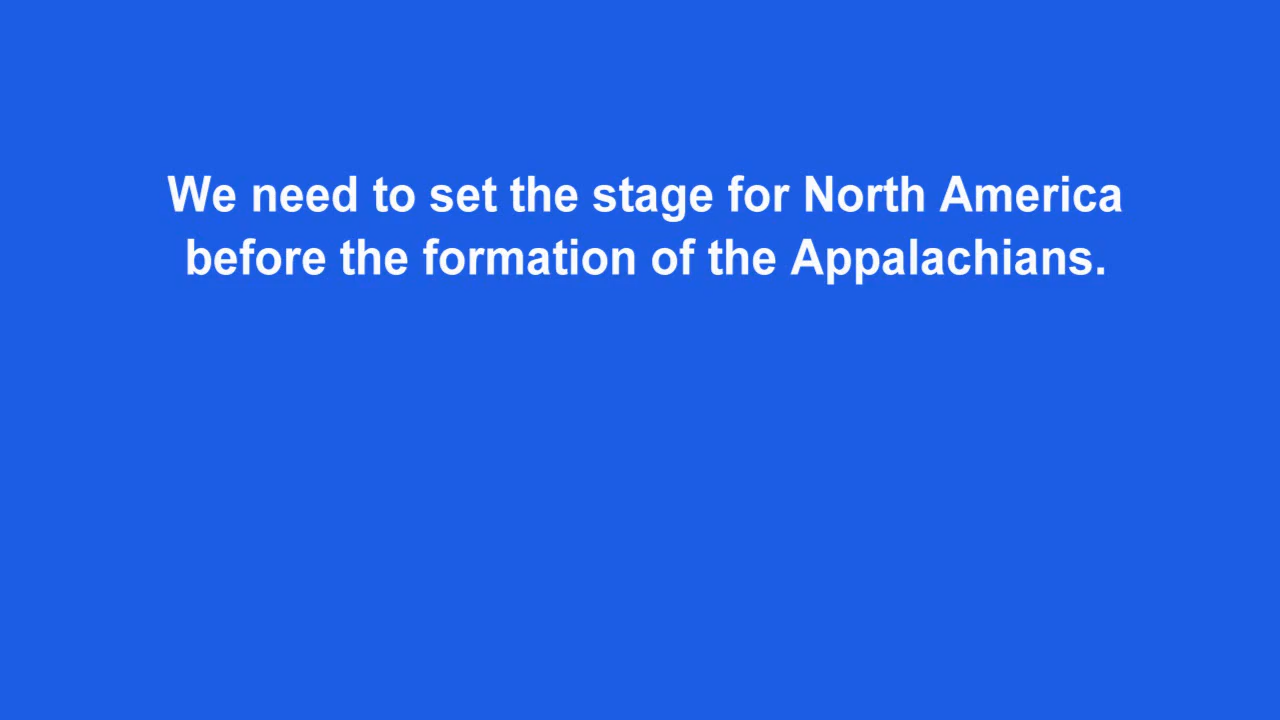 We need to set the stage for North America
before the formation of the Appalachians.